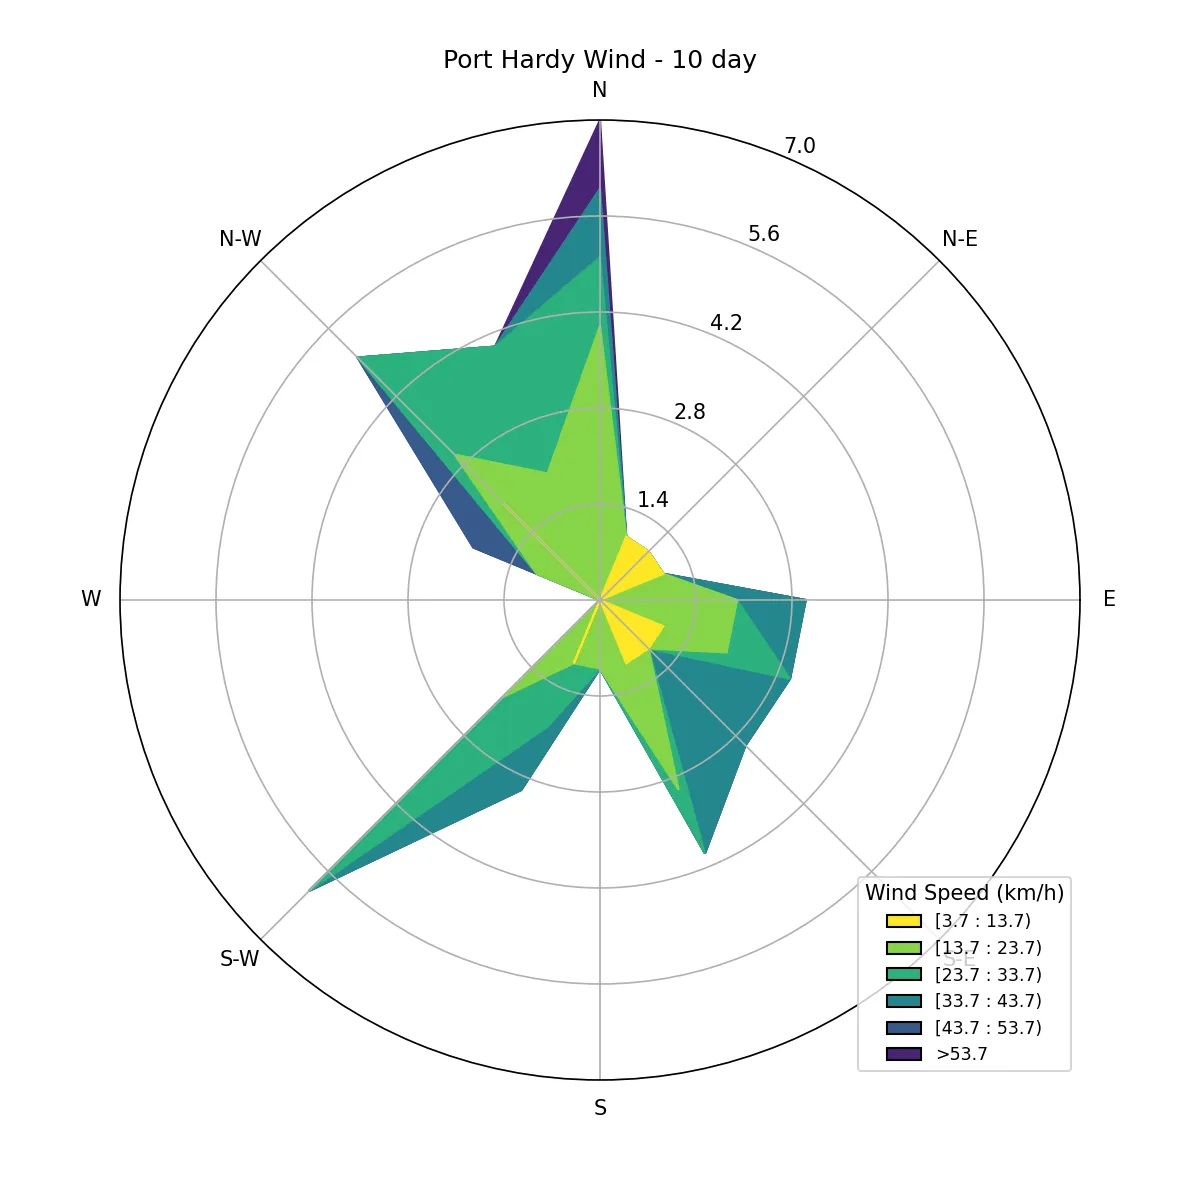 Port Hardy Wind - 10 day
N
7.0
N-W
5.6
N-E
4.2
2.8
1.4
W
E
S-W
S-E
S
Wind Speed (km/h)
[3.7 : 13.7)
[13.7 : 23.7)
[23.7 : 33.7)
[33.7 : 43.7)
[43.7 : 53.7)
>53.7